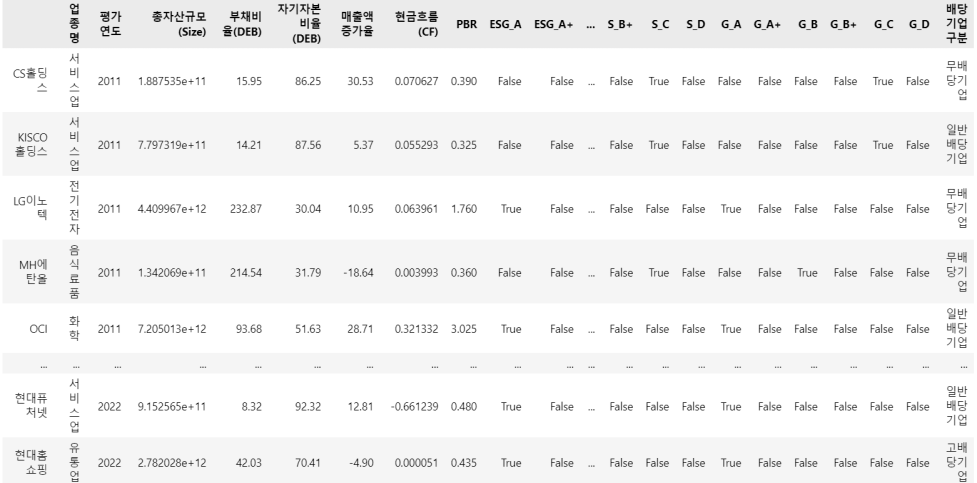 업종명 평가연도 총자산규모(Size) 부채비율(DEB) 자기자본비율(DEB) 매출액증가율 현금흐름(CF) PBR ESG_A ESG_A+ ... S_B+ S_C S_D G_A G_A+ G_B G_B+ G_C G_D 배당기업구분
CS홀딩스 서비스업 2011 1.887535e+11 15.95 86.25 30.53 0.070627 0.390 False False ... False True False False False False False True False 무배당기업
KISCO홀딩스 서비스업 2011 7.797319e+11 14.21 87.56 5.37 0.055293 0.325 False False ... False True False False False False False True False 일반배당기업
LG이노텍 전기전자 2011 4.409967e+12 232.87 30.04 10.95 0.063961 1.760 True False ... False False False True False False False False False 무배당기업
MH에탄올 음식료품 2011 1.342069e+11 214.54 31.79 -18.64 0.003993 0.360 False False ... False True False False False True False False False 무배당기업
OCI 화학 2011 7.205013e+12 93.68 51.63 28.71 0.321332 3.025 True False ... False False False True False False False False False 일반배당기업
... ... ... ... ... ... ... ... ... ... ... ... ... ... ... ... ... ... ... ... ... ...
현대퓨처넷 서비스업 2022 9.152565e+11 8.32 92.32 12.81 -0.661239 0.480 True False ... False False False True False False False False False 일반배당기업
현대홈쇼핑 유통업 2022 2.782028e+12 42.03 70.41 -4.90 0.000051 0.435 True False ... False False False True False False False False False 고배당기업